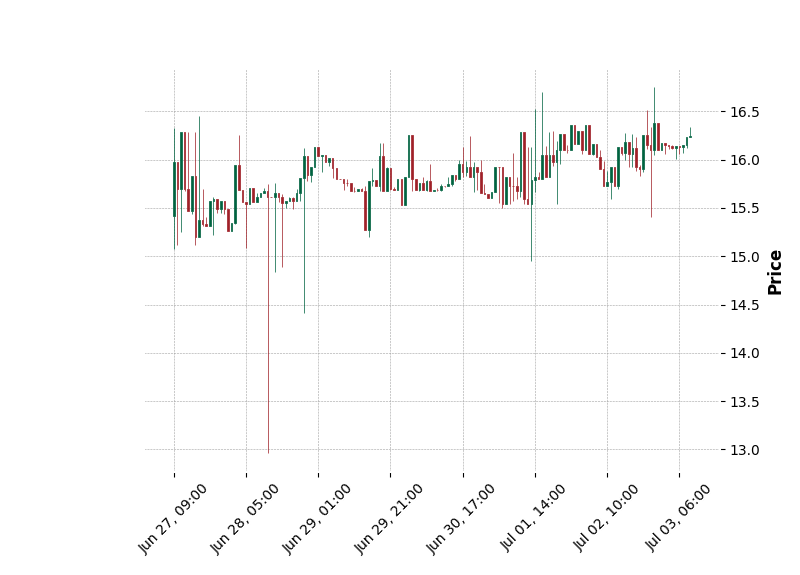 16.5
16.0
15.5
15.0
14.5
14.0
13.5
13.0
Price
Jun 27, 09:00
Jun 28, 05:00
Jun 29, 01:00
Jun 29, 21:00
Jun 30, 17:00
Jul 01, 14:00
Jul 02, 10:00
Jul 03, 06:00